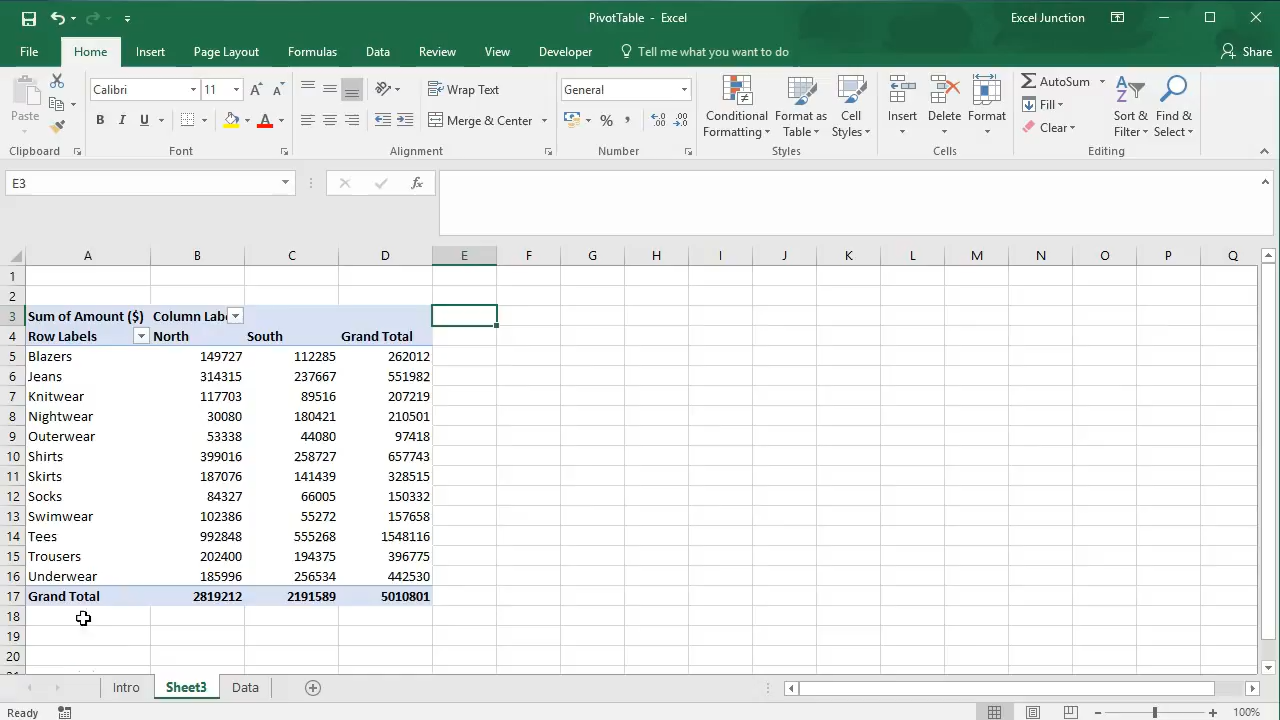 PivotTable - Excel
Excel Junction
File Home Insert Page Layout Formulas Data Review View Developer Tell me what you want to do Share
Paste
Clipboard
Calibri 11
B I U
A A
Font
Wrap Text
Merge & Center
Alignment
General
% ,
Number
Conditional Formatting
Format as Table
Cell Styles
Styles
Insert Delete Format
Cells
AutoSum
Fill
Clear
Sort & Filter
Find & Select
Editing
E3 fx
A B C D E F G H I J K L M N O P Q
1
2
3 Sum of Amount ($) Column Labe
4 Row Labels North South Grand Total
5 Blazers 149727 112285 262012
6 Jeans 314315 237667 551982
7 Knitwear 117703 89516 207219
8 Nightwear 30080 180421 210501
9 Outerwear 53338 44080 97418
10 Shirts 399016 258727 657743
11 Skirts 187076 141439 328515
12 Socks 84327 66005 150332
13 Swimwear 102386 55272 157658
14 Tees 992848 555268 1548116
15 Trousers 202400 194375 396775
16 Underwear 185996 256534 442530
17 Grand Total 2819212 2191589 5010801
18
19
20
Intro Sheet3 Data
Ready 100%